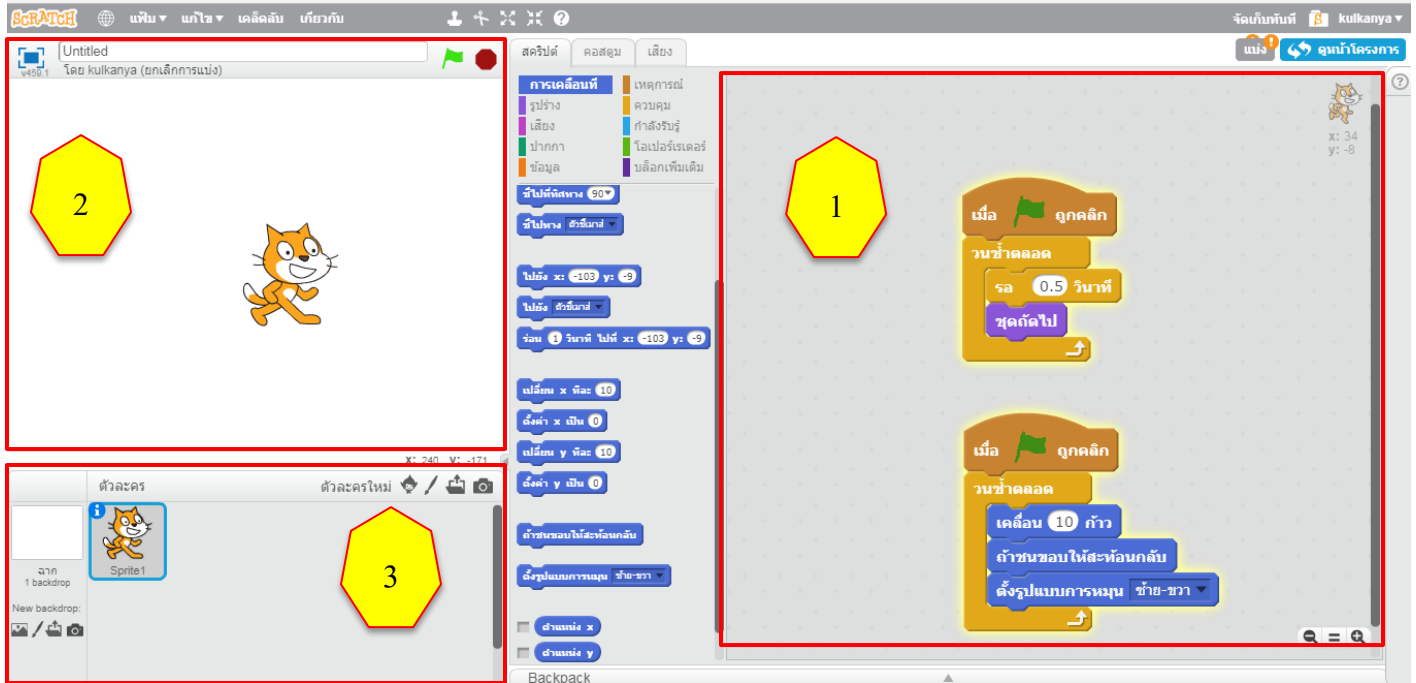 SCRATCH แฟ้ม แก้ไข เคล็ดลับ เกี่ยวกับ จัดเก็บทันที kulkanya
Untitled
โดย kulkanya (ยกเลิกการแบ่ง)
v459.1
สคริปต์ คอสตูม เสียง
แบ่ง ! ดูหน้าโครงการ
การเคลื่อนที่ เหตุการณ์
รูปร่าง ควบคุม
เสียง กำลังรับรู้
ปากกา โอเปอร์เรเตอร์
ข้อมูล บล็อกเพิ่มเติม
ชี้ไปที่ทิศทาง 90
ชี้ไปทาง ตัวชี้เมาส์
ไปยัง x: -103 y: -9
ไปยัง ตัวชี้เมาส์
ร่อน 1 วินาที ไปที่ x: -103 y: -9
เปลี่ยน x ทีละ 10
ตั้งค่า x เป็น 0
เปลี่ยน y ทีละ 10
ตั้งค่า y เป็น 0
ถ้าชนขอบให้สะท้อนกลับ
ตั้งรูปแบบการหมุน ซ้าย-ขวา
ตำแหน่ง x
ตำแหน่ง y
2
1
x: 34
y: -8
เมื่อ ถูกคลิก
วนซ้ำตลอด
รอ 0.5 วินาที
ชุดถัดไป
เมื่อ ถูกคลิก
วนซ้ำตลอด
เคลื่อน 10 ก้าว
ถ้าชนขอบให้สะท้อนกลับ
ตั้งรูปแบบการหมุน ซ้าย-ขวา
x: 240 y: -171
ตัวละคร ตัวละครใหม่
Sprite1
3
ฉาก
1 backdrop
New backdrop:
Backpack